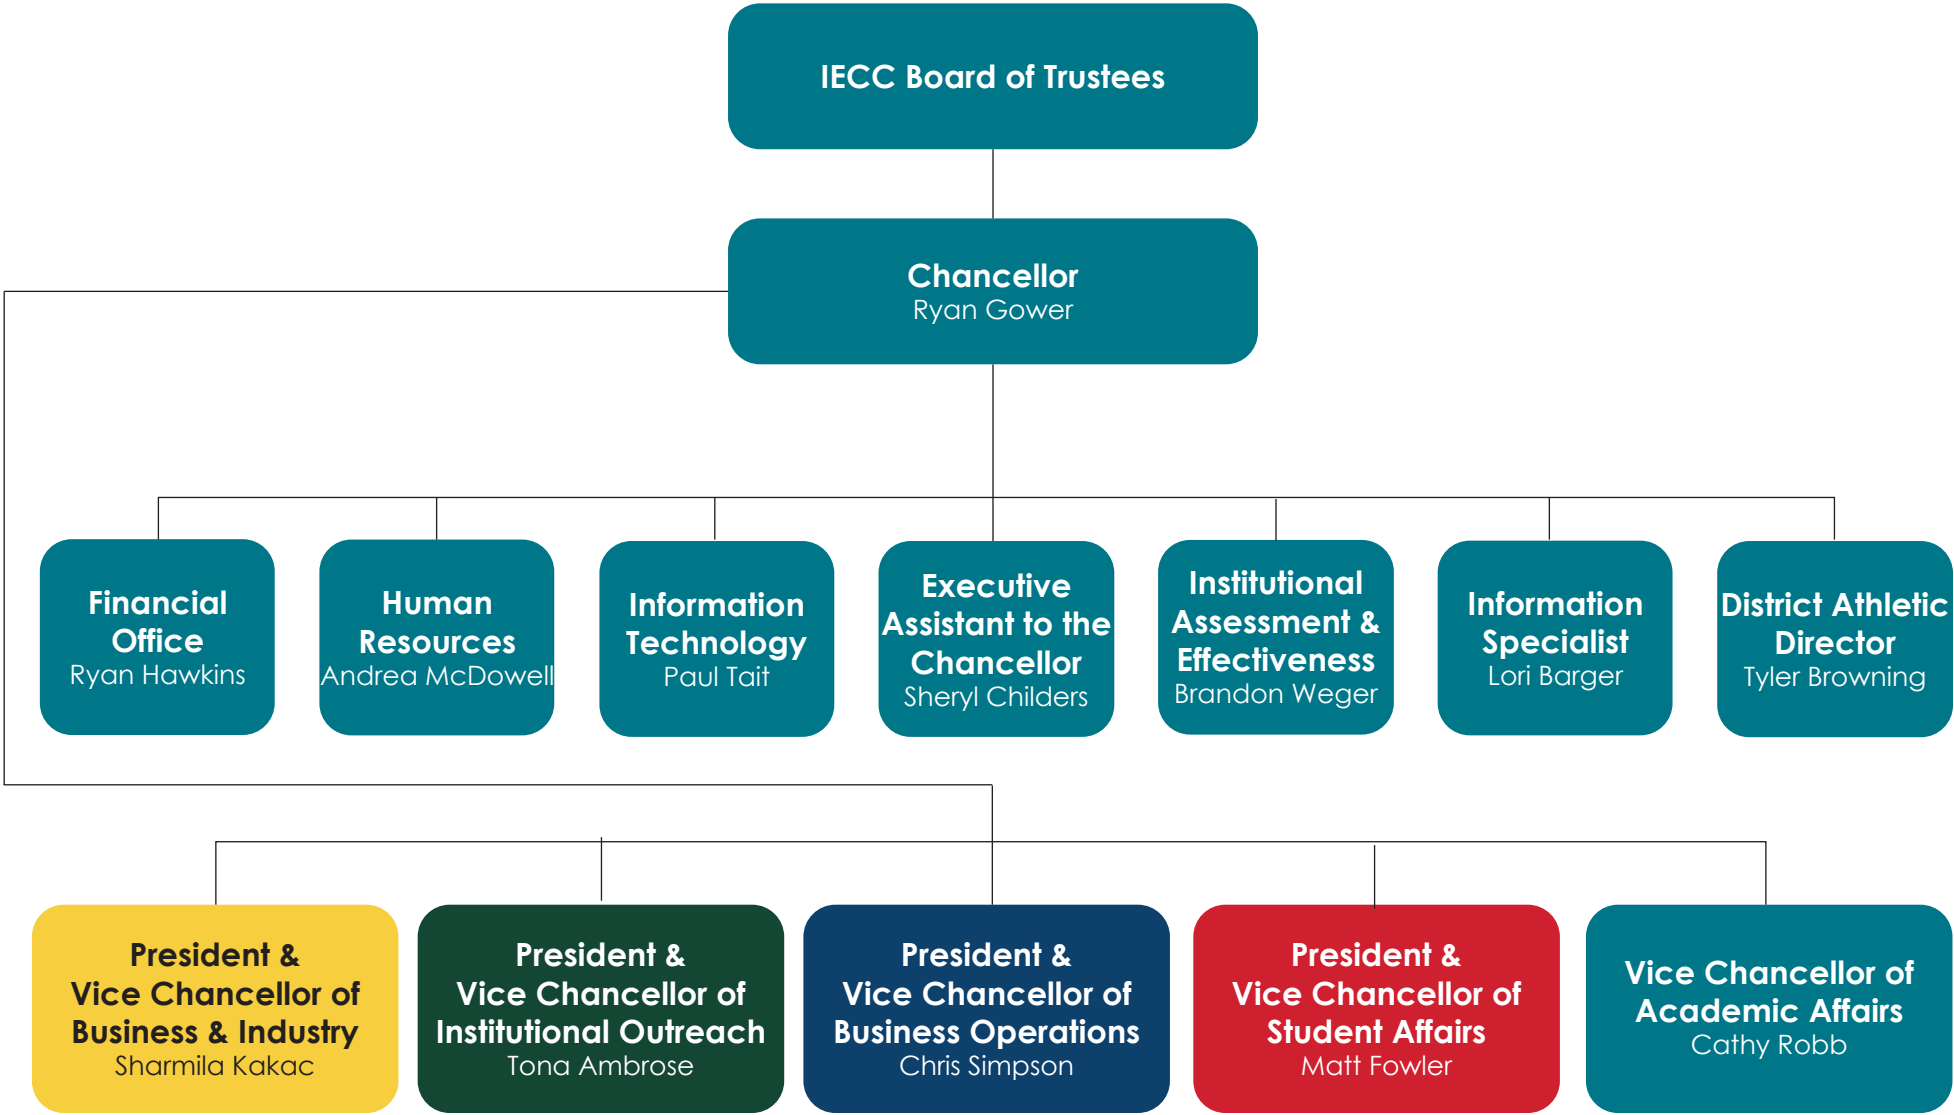 IECC Board of Trustees
Chancellor
Ryan Gower
Financial
Office
Ryan Hawkins
Human
Resources
Andrea McDowell
Information
Technology
Paul Tait
Executive
Assistant to the
Chancellor
Sheryl Childers
Institutional
Assessment &
Effectiveness
Brandon Weger
Information
Specialist
Lori Barger
District Athletic
Director
Tyler Browning
President &
Vice Chancellor of
Business & Industry
Sharmila Kakac
President &
Vice Chancellor of
Institutional Outreach
Tona Ambrose
President &
Vice Chancellor of
Business Operations
Chris Simpson
President &
Vice Chancellor of
Student Affairs
Matt Fowler
Vice Chancellor of
Academic Affairs
Cathy Robb